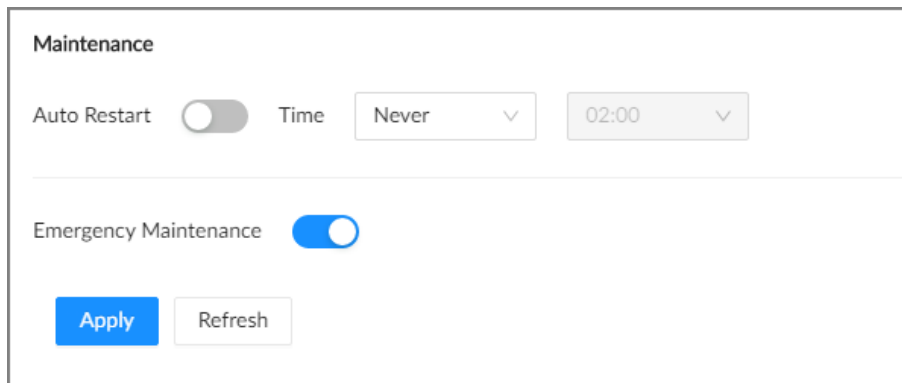 Maintenance
Auto Restart Time Never 02:00
Emergency Maintenance
Apply Refresh